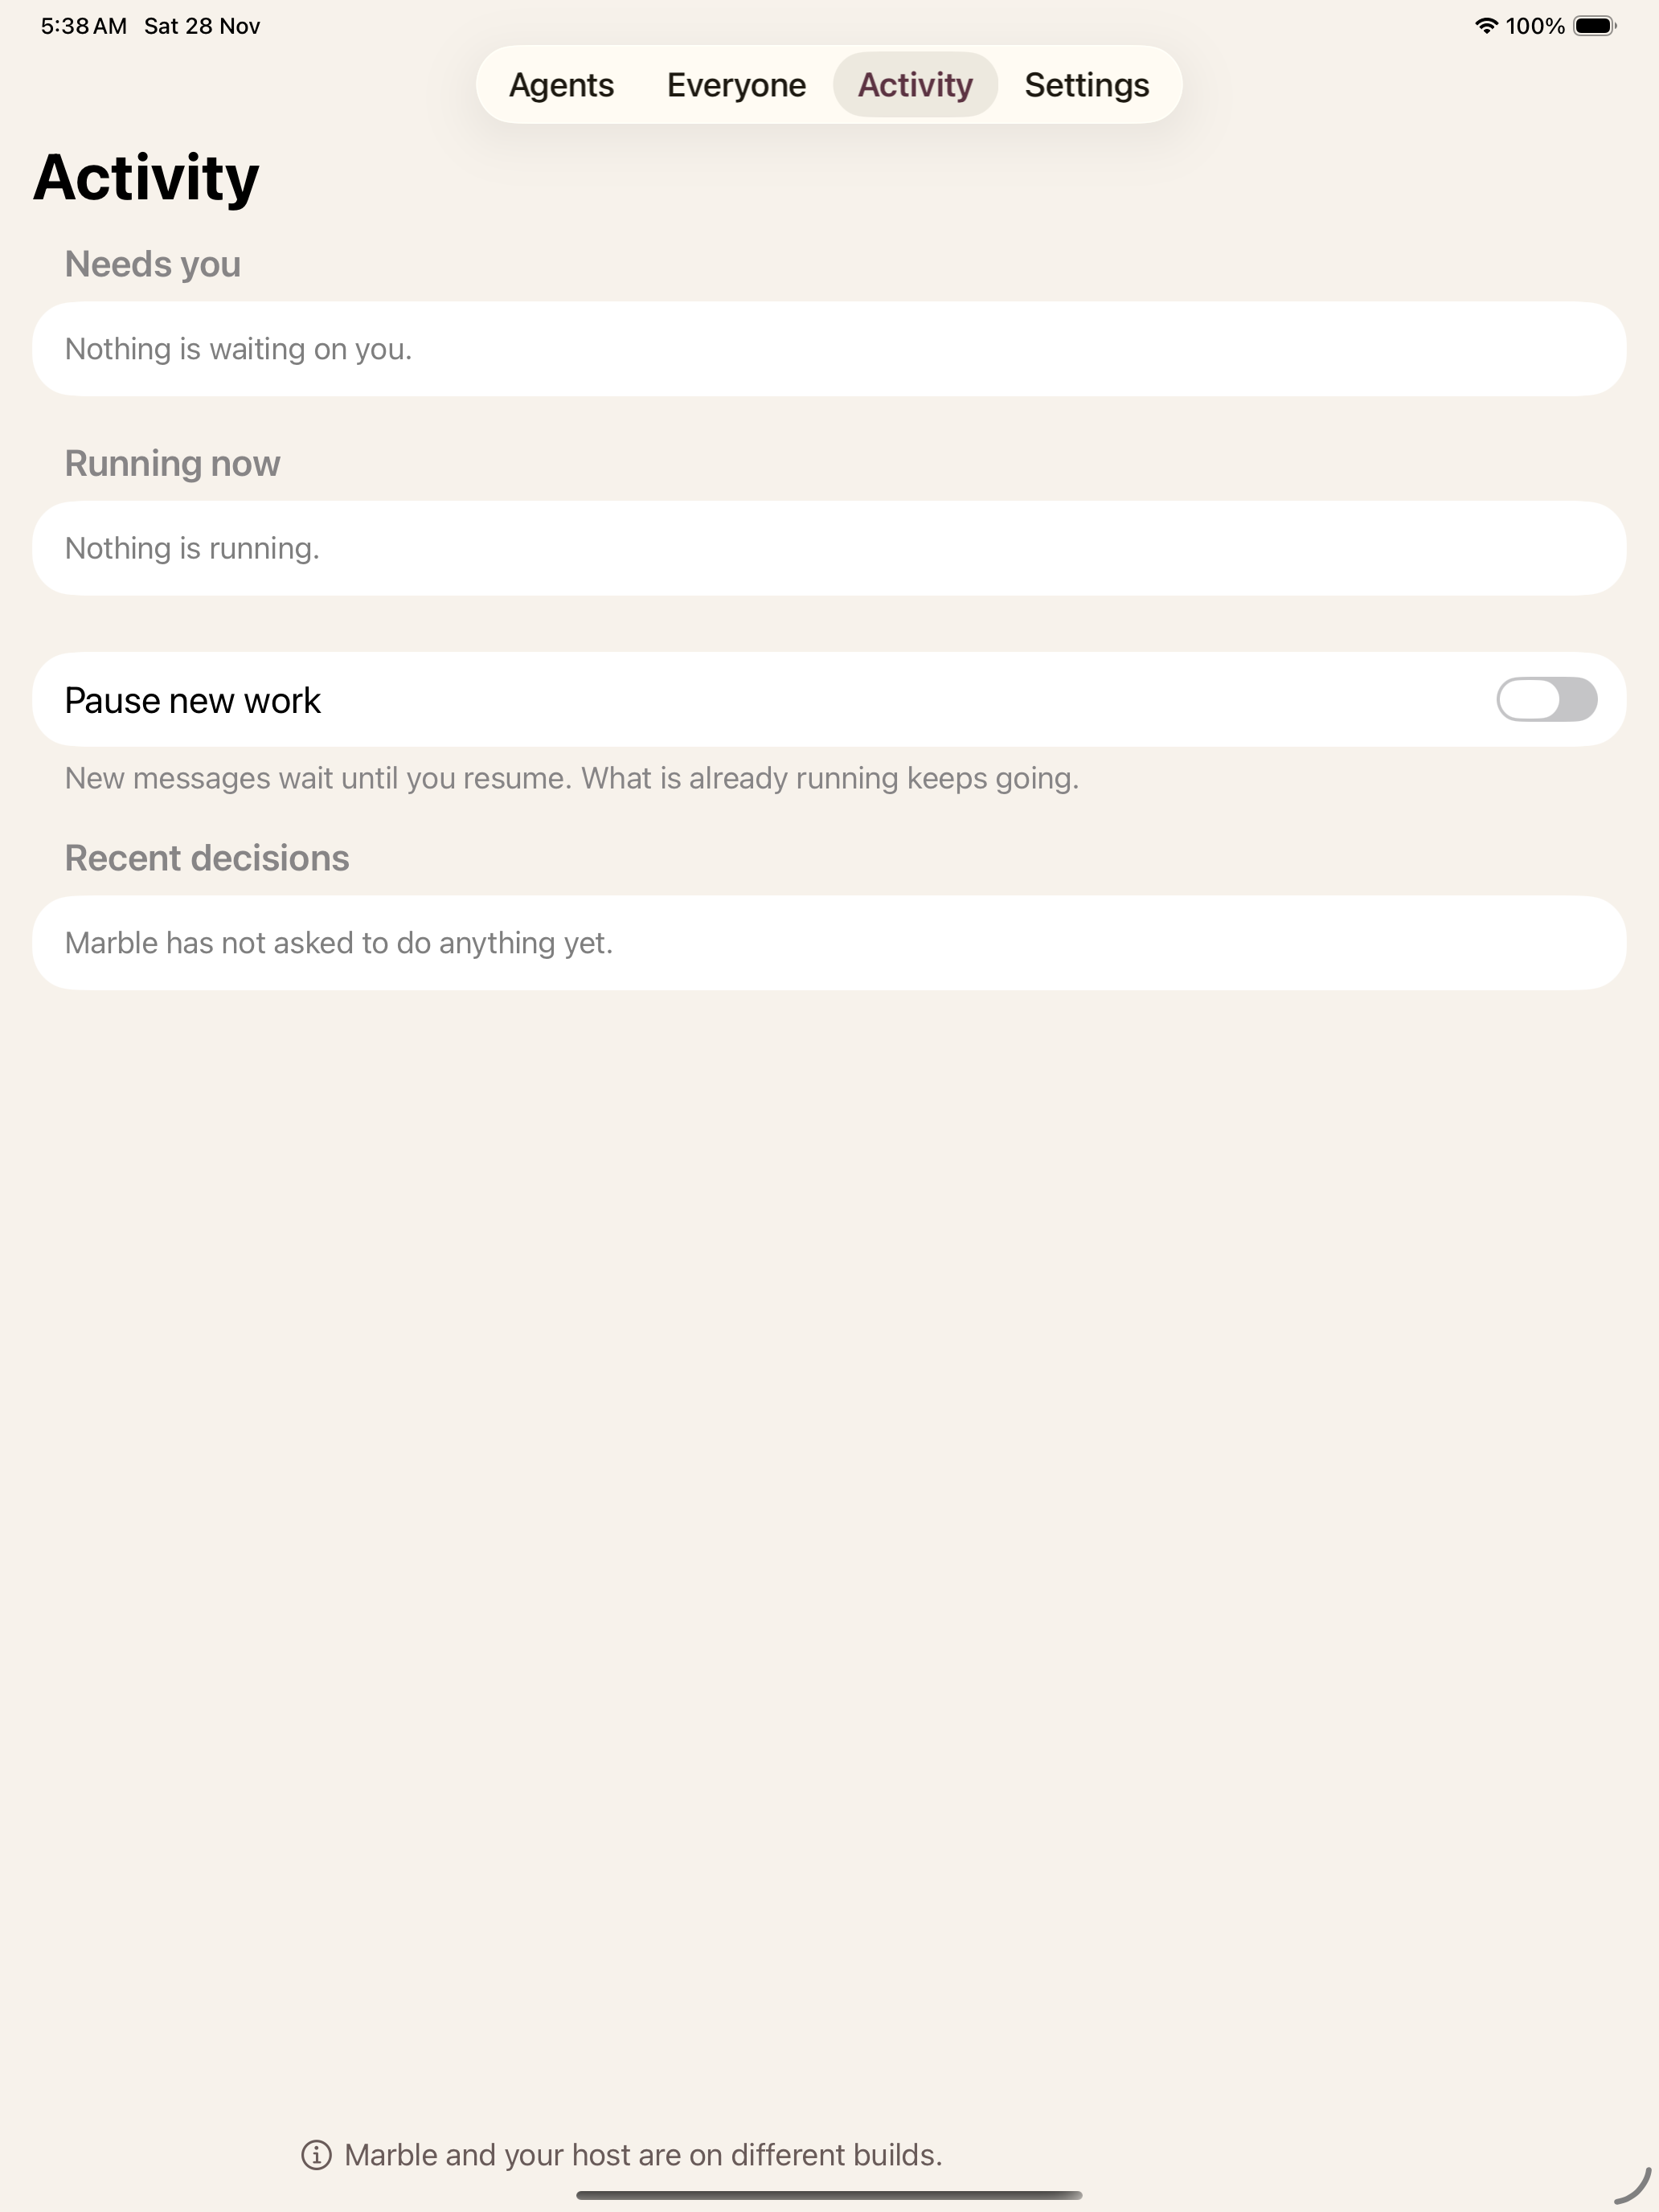 5:38 AM Sat 28 Nov
100%
Agents Everyone Activity Settings
Activity
Needs you
Nothing is waiting on you.
Running now
Nothing is running.
Pause new work
New messages wait until you resume. What is already running keeps going.
Recent decisions
Marble has not asked to do anything yet.
Marble and your host are on different builds.